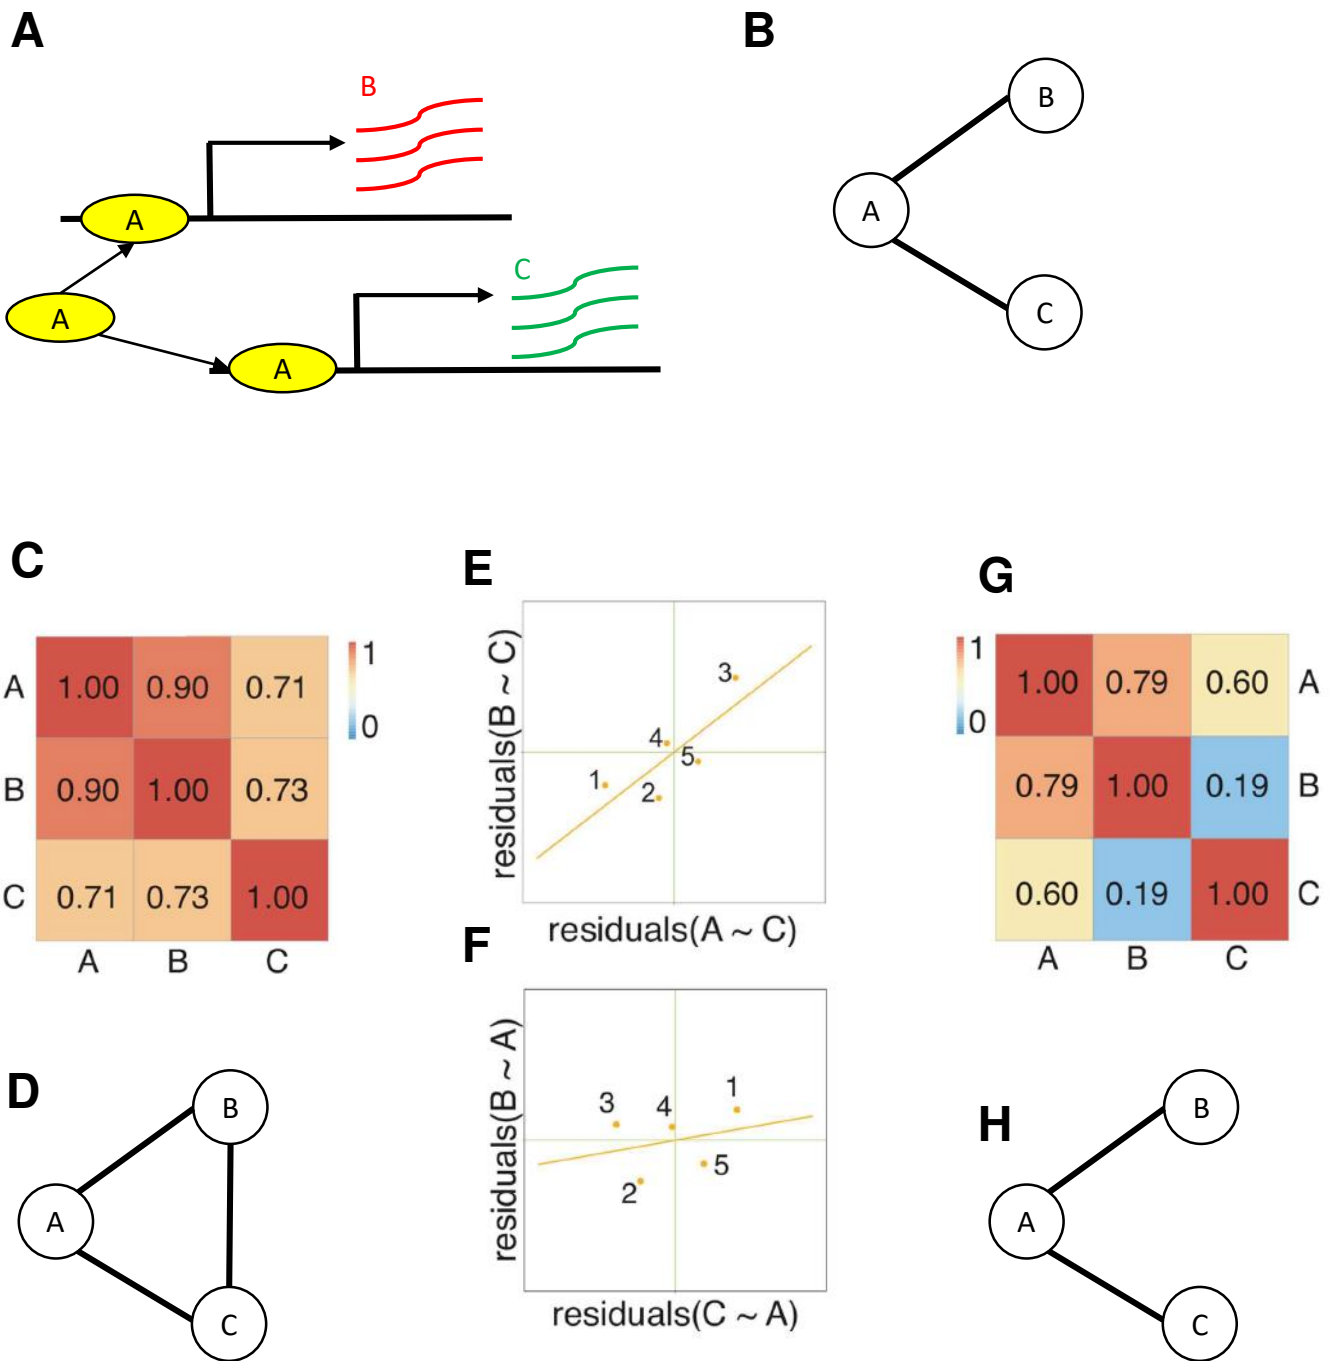 A
B
A
C
A
A
B
B
A
C
C
1
0
A
1.00 0.90 0.71
B
0.90 1.00 0.73
C
0.71 0.73 1.00
A B C
D
B
A
C
E
residuals(B ~ C)
3
4
5
1
2
residuals(A ~ C)
F
residuals(B ~ A)
3 4 1
5
2
residuals(C ~ A)
G
1
0
1.00 0.79 0.60 A
0.79 1.00 0.19 B
0.60 0.19 1.00 C
A B C
H
B
A
C